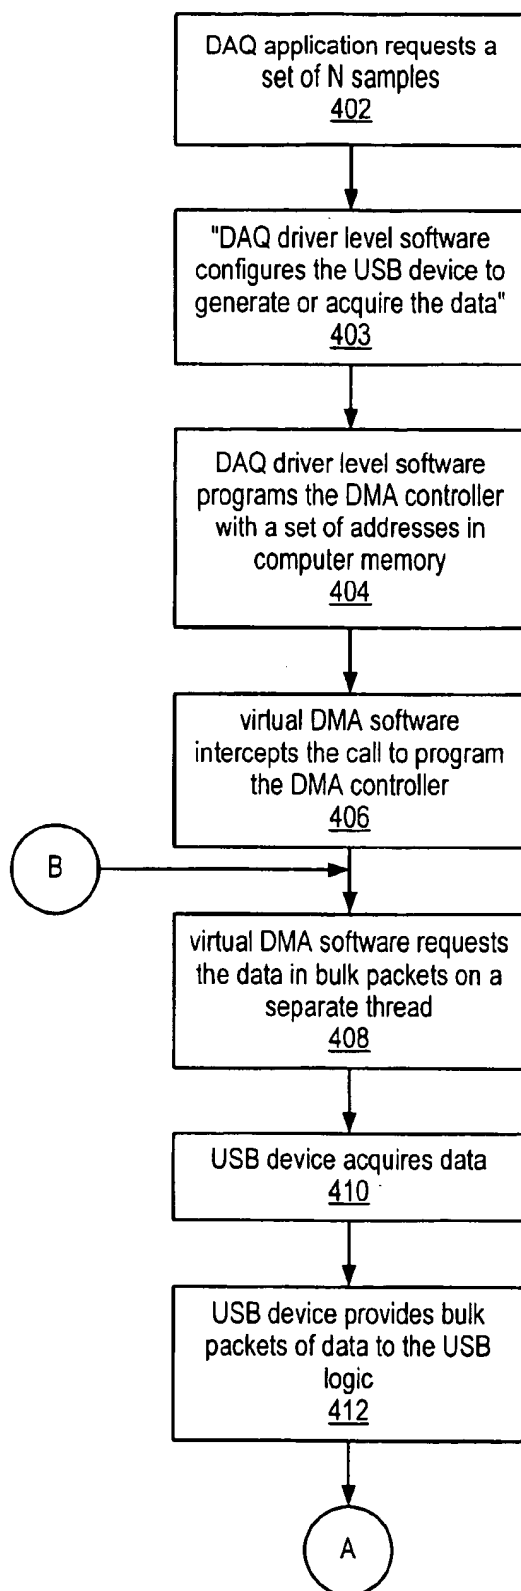 DAQ application requests a
set of N samples
402
"DAQ driver level software
configures the USB device to
generate or acquire the data"
403
DAQ driver level software
programs the DMA controller
with a set of addresses in
computer memory
404
virtual DMA software
intercepts the call to program
the DMA controller
406
B
virtual DMA software requests
the data in bulk packets on a
separate thread
408
USB device acquires data
410
USB device provides bulk
packets of data to the USB
logic
412
A